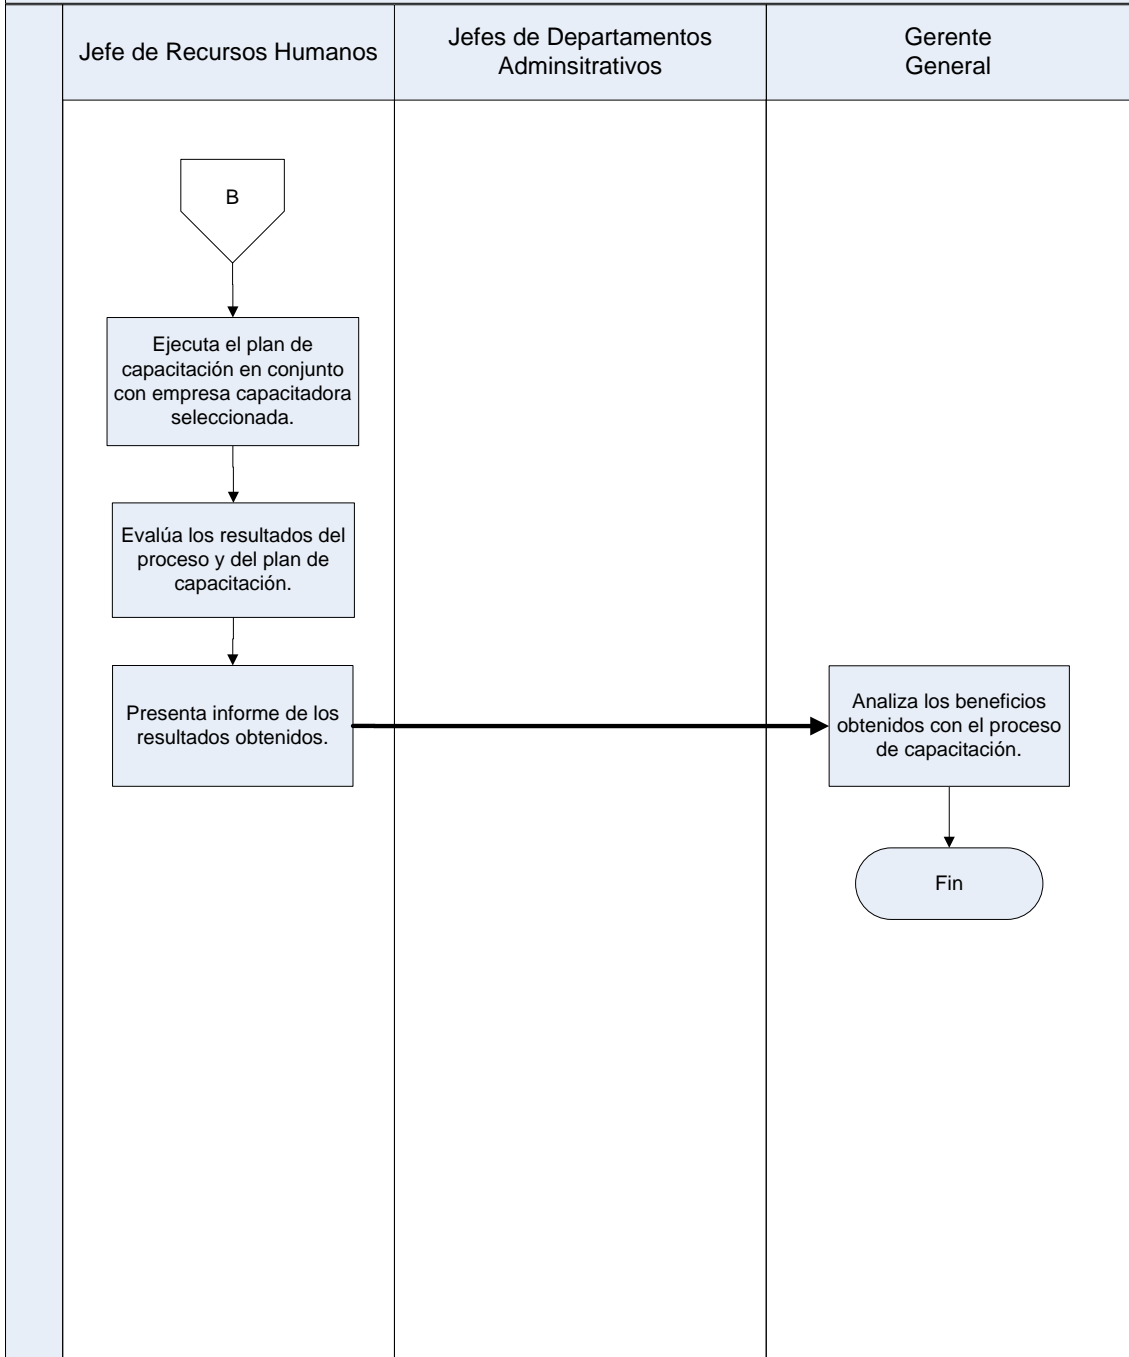 Jefe de Recursos Humanos
Jefes de Departamentos
Adminsitrativos
Gerente
General
B
Ejecuta el plan de
capacitación en conjunto
con empresa capacitadora
seleccionada.
Evalúa los resultados del
proceso y del plan de
capacitación.
Presenta informe de los
resultados obtenidos.
Analiza los beneficios
obtenidos con el proceso
de capacitación.
Fin